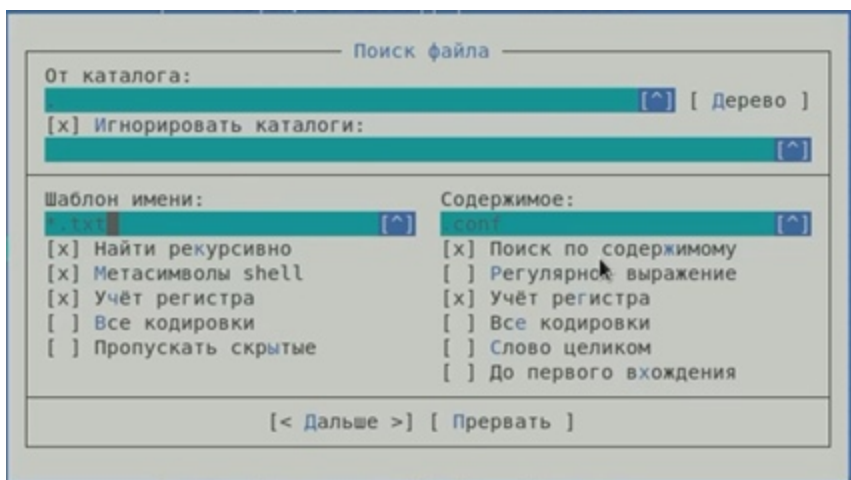 Поиск файла
От каталога:
. [^] [ Дерево ]
[x] Игнорировать каталоги:
[^]
Шаблон имени:
*.txt [^]
[x] Найти рекурсивно
[x] Метасимволы shell
[x] Учёт регистра
[ ] Все кодировки
[ ] Пропускать скрытые
Содержимое:
.conf [^]
[x] Поиск по содержимому
[ ] Регулярное выражение
[x] Учёт регистра
[ ] Все кодировки
[ ] Слово целиком
[ ] До первого вхождения
[< Дальше >] [ Прервать ]